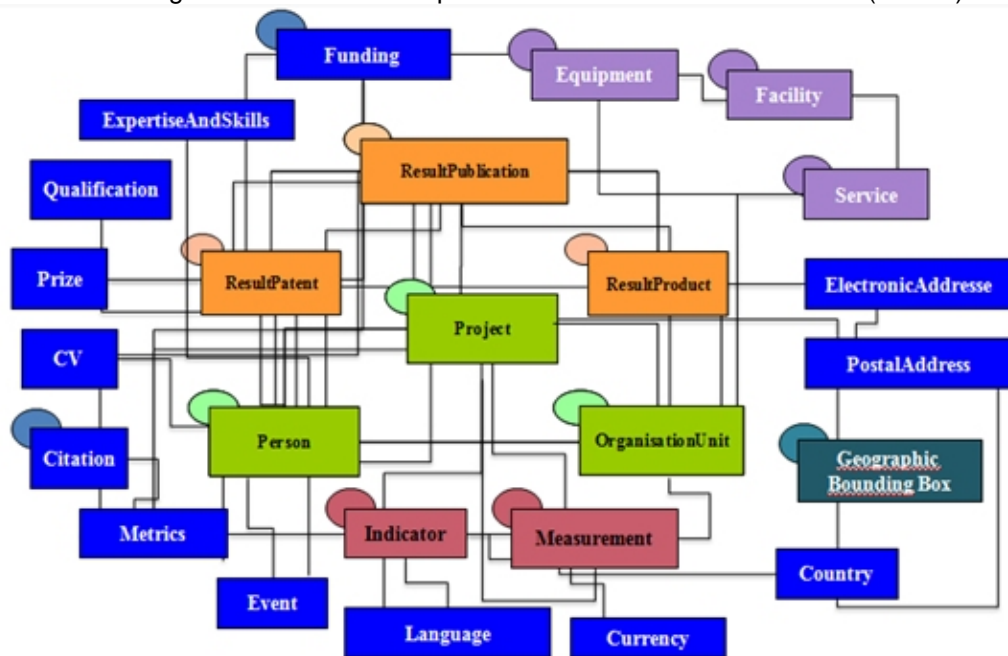 Funding
Equipment
Facility
ExpertiseAndSkills
ResultPublication
Qualification
Service
Prize
ResultPatent
ResultProduct
ElectronicAddresse
Project
CV
PostalAddress
Person
OrganisationUnit
Citation
Geographic
Bounding Box
Metrics
Indicator
Measurement
Country
Event
Language
Currency